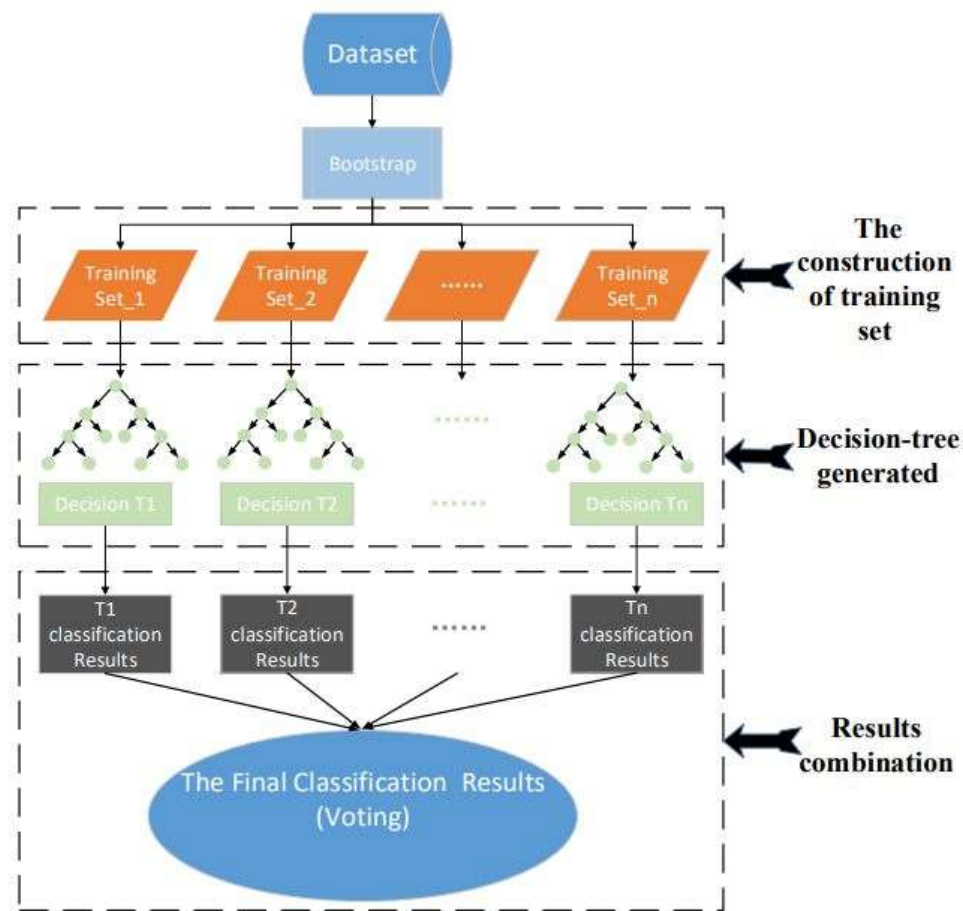 Dataset
Bootstrap
The
construction
of training
set
Training
Set_1
Training
Set_2
......
Training
Set_n
......
Decision-tree
generated
Decision T1
Decision T2
......
Decision Tn
T1
classification
Results
T2
classification
Results
......
Tn
classification
Results
Results
combination
The Final Classification Results
(Voting)